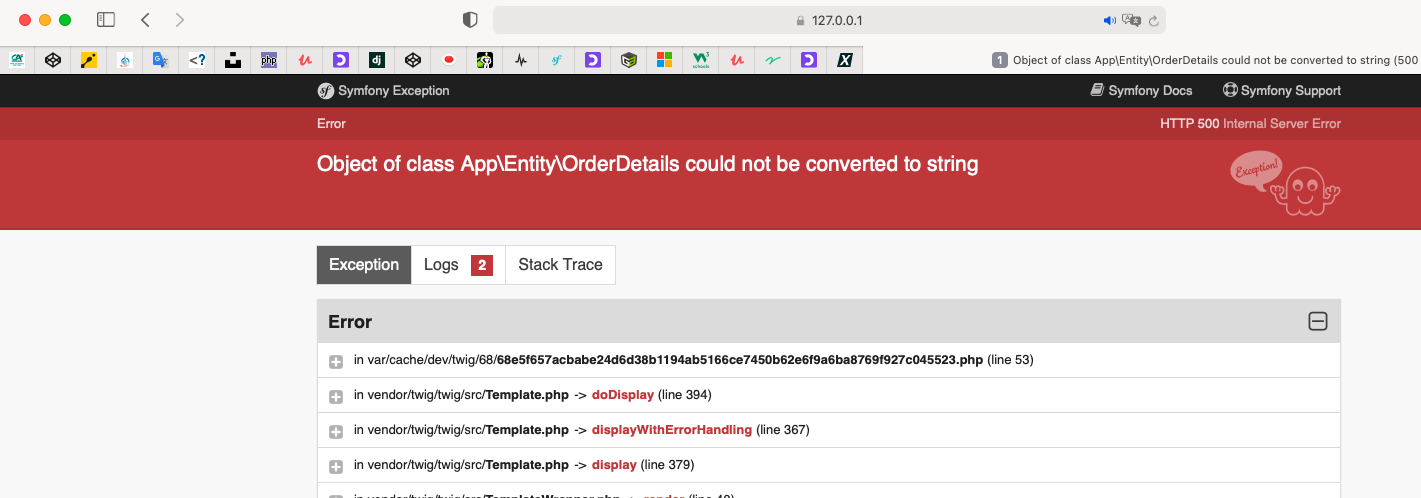 127.0.0.1
1 Object of class App\Entity\OrderDetails could not be converted to string (500
Symfony Exception
Symfony Docs
Symfony Support
Error
HTTP 500 Internal Server Error
Object of class App\Entity\OrderDetails could not be converted to string
Exception!
Exception
Logs 2
Stack Trace
Error
in var/cache/dev/twig/68/68e5f657acbabe24d6d38b1194ab5166ce7450b62e6f9a6ba8769f927c045523.php (line 53)
in vendor/twig/twig/src/Template.php -> doDisplay (line 394)
in vendor/twig/twig/src/Template.php -> displayWithErrorHandling (line 367)
in vendor/twig/twig/src/Template.php -> display (line 379)